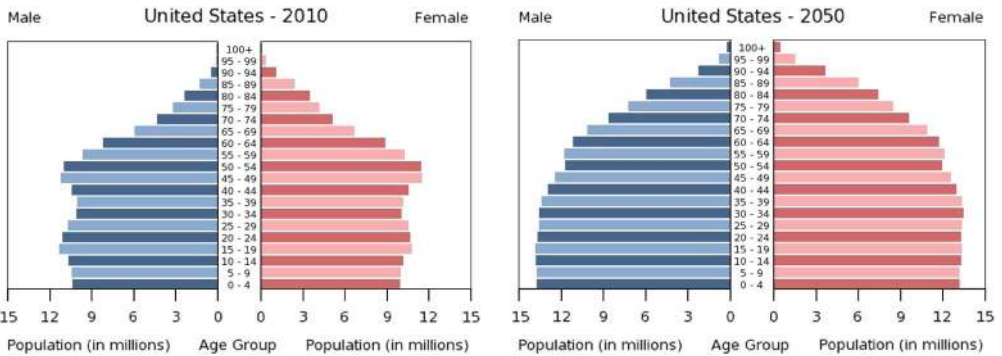 Male United States - 2010 Female
100+
95 - 99
90 - 94
85 - 89
80 - 84
75 - 79
70 - 74
65 - 69
60 - 64
55 - 59
50 - 54
45 - 49
40 - 44
35 - 39
30 - 34
25 - 29
20 - 24
15 - 19
10 - 14
5 - 9
0 - 4
15 12 9 6 3 0 0 3 6 9 12 15
Population (in millions) Age Group Population (in millions)
Male United States - 2050 Female
100+
95 - 99
90 - 94
85 - 89
80 - 84
75 - 79
70 - 74
65 - 69
60 - 64
55 - 59
50 - 54
45 - 49
40 - 44
35 - 39
30 - 34
25 - 29
20 - 24
15 - 19
10 - 14
5 - 9
0 - 4
15 12 9 6 3 0 0 3 6 9 12 15
Population (in millions) Age Group Population (in millions)